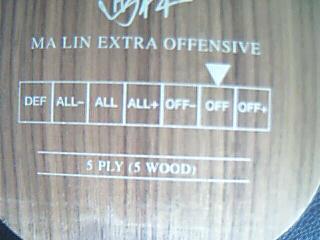 MA LIN EXTRA OFFENSIVE
DEF ALL- ALL ALL+ OFF- OFF OFF+
5 PLY (5 WOOD)